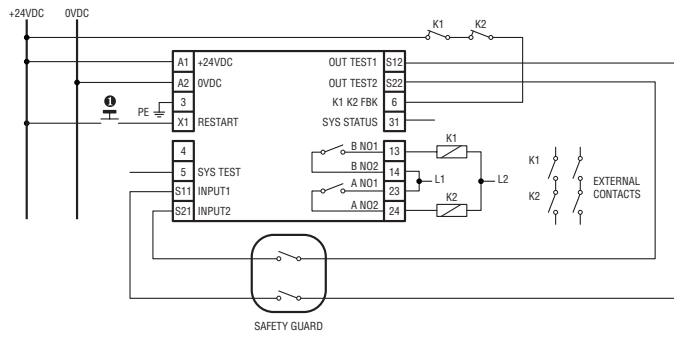 +24VDC 0VDC
K1 K2
A1 +24VDC OUT TEST1 S12
A2 0VDC OUT TEST2 S22
❶
PE 3 K1 K2 FBK 6
X1 RESTART SYS STATUS 31
4 B NO1 13 K1
5 SYS TEST B NO2 14
L1 L2
S11 INPUT1 A NO1 23
S21 INPUT2 A NO2 24 K2
K1
K2
EXTERNAL
CONTACTS
SAFETY GUARD